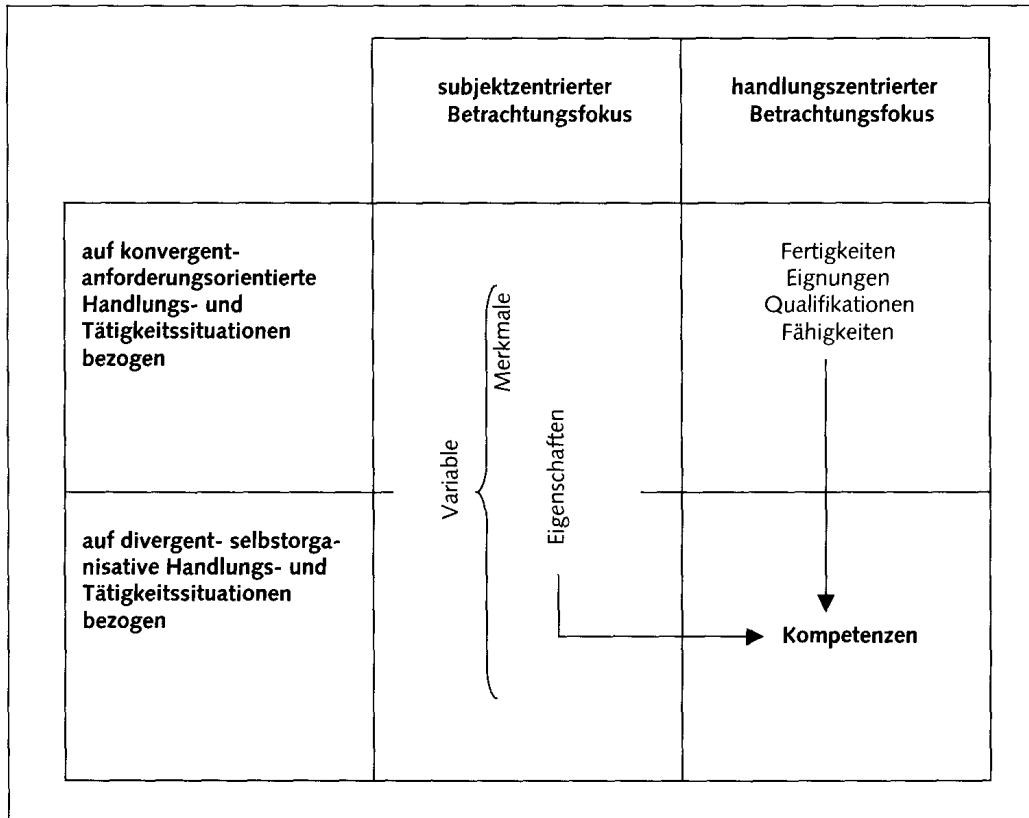 subjektzentrierter
Betrachtungsfokus
handlungszentrierter
Betrachtungsfokus
auf konvergent-
anforderungsorientierte
Handlungs- und
Tätigkeitssituationen
bezogen
Variable
Merkmale
Eigenschaften
Fertigkeiten
Eignungen
Qualifikationen
Fähigkeiten
auf divergent- selbstorga-
nisative Handlungs- und
Tätigkeitssituationen
bezogen
Kompetenzen